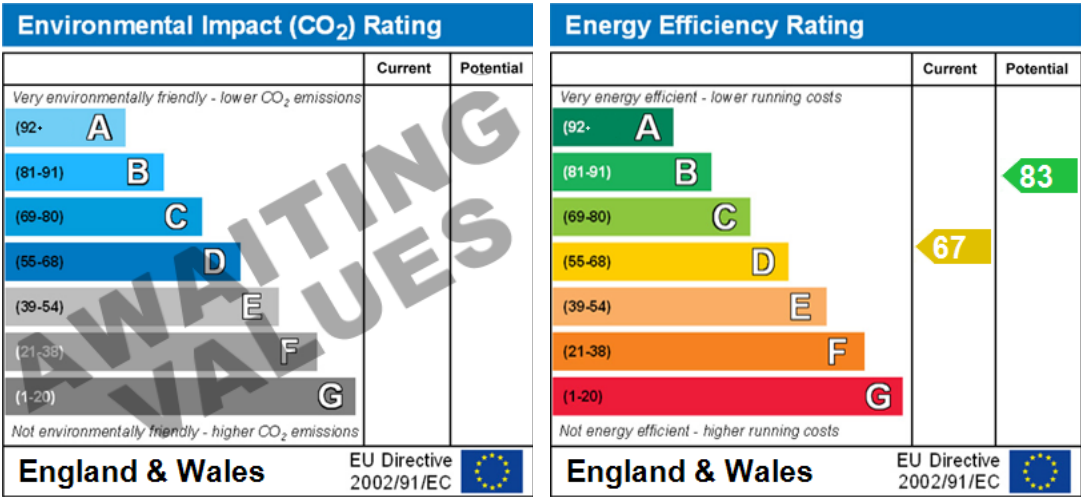 Environmental Impact (CO2) Rating
Current Potential
Very environmentally friendly - lower CO2 emissions
(92+ A
(81-91) B
(69-80) C
(55-68) D
(39-54) E
(21-38) F
(1-20) G
Not environmentally friendly - higher CO2 emissions
AWAITING
VALUES
England & Wales
EU Directive
2002/91/EC
Energy Efficiency Rating
Current Potential
Very energy efficient - lower running costs
(92+ A
(81-91) B
83
(69-80) C
(55-68) D
67
(39-54) E
(21-38) F
(1-20) G
Not energy efficient - higher running costs
England & Wales
EU Directive
2002/91/EC